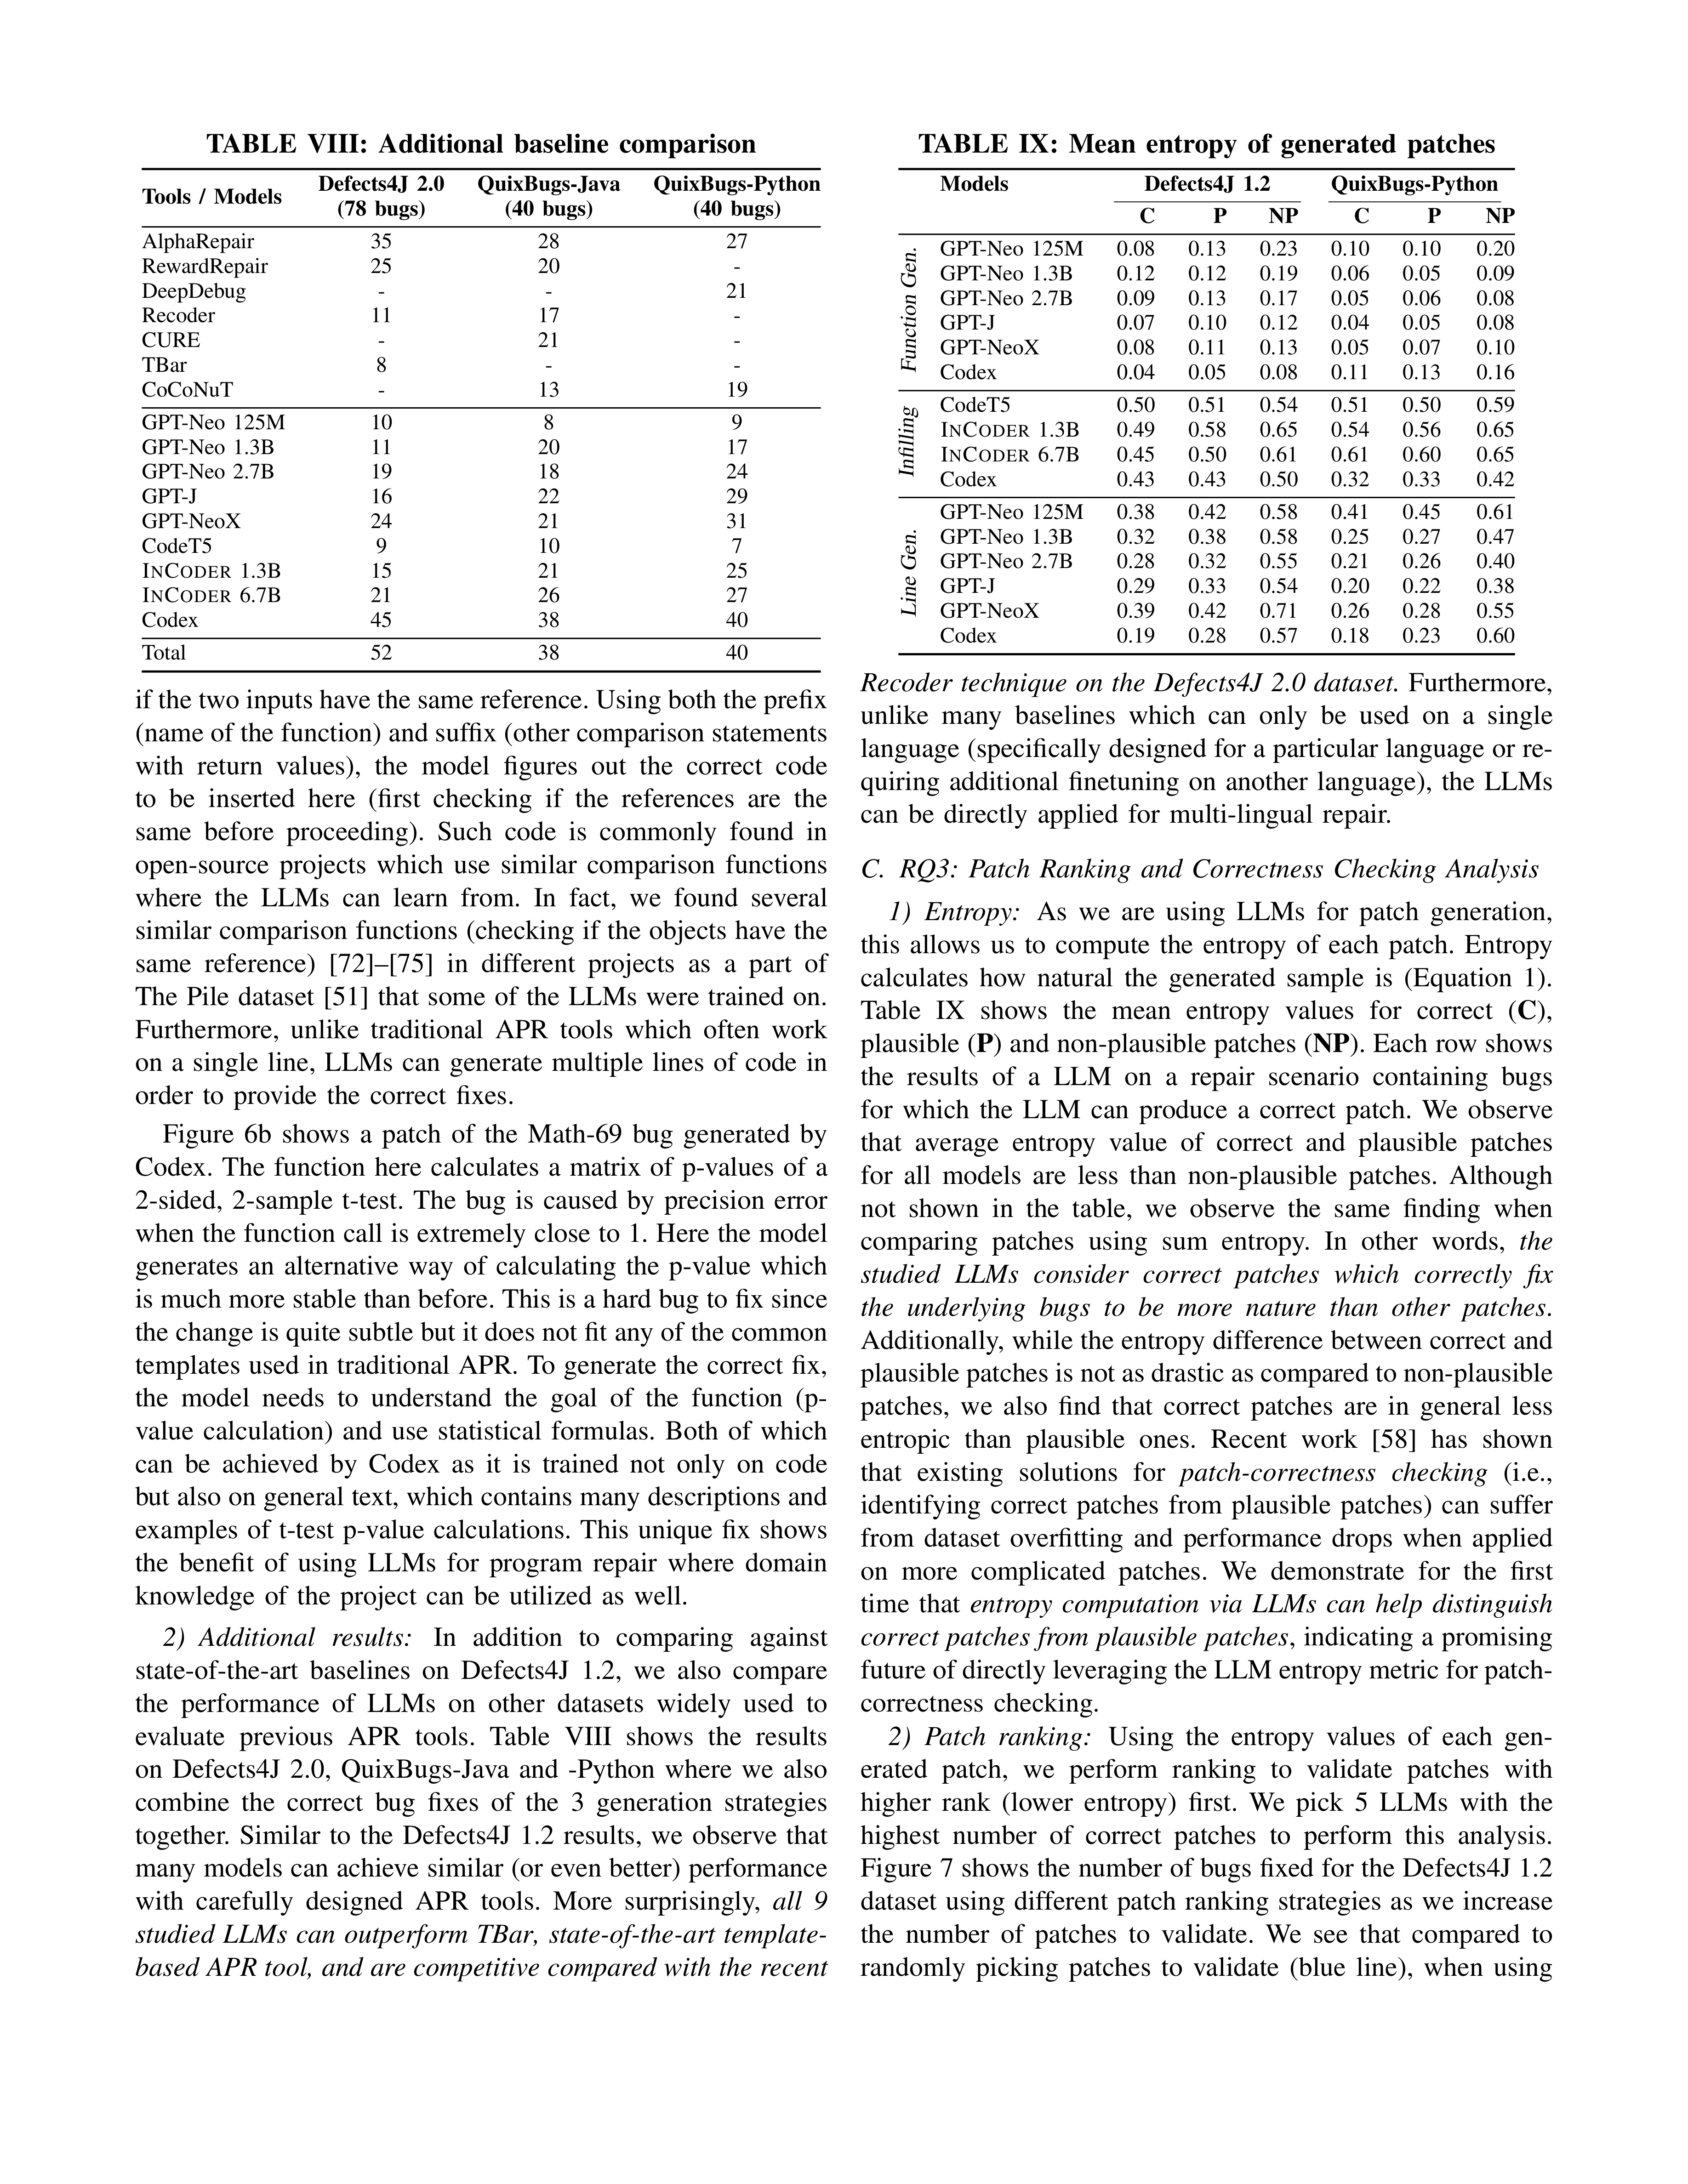 TABLE VIII: Additional baseline comparison
Tools / Models Defects4J 2.0 (78 bugs) QuixBugs-Java (40 bugs) QuixBugs-Python (40 bugs)
AlphaRepair 35 28 27
RewardRepair 25 20 -
DeepDebug - - 21
Recoder 11 17 -
CURE - 21 -
TBar 8 - -
CoCoNuT - 13 19
GPT-Neo 125M 10 8 9
GPT-Neo 1.3B 11 20 17
GPT-Neo 2.7B 19 18 24
GPT-J 16 22 29
GPT-NeoX 24 21 31
CodeT5 9 10 7
INCODER 1.3B 15 21 25
INCODER 6.7B 21 26 27
Codex 45 38 40
Total 52 38 40
if the two inputs have the same reference. Using both the prefix
(name of the function) and suffix (other comparison statements
with return values), the model figures out the correct code
to be inserted here (first checking if the references are the
same before proceeding). Such code is commonly found in
open-source projects which use similar comparison functions
where the LLMs can learn from. In fact, we found several
similar comparison functions (checking if the objects have the
same reference) [72]–[75] in different projects as a part of
The Pile dataset [51] that some of the LLMs were trained on.
Furthermore, unlike traditional APR tools which often work
on a single line, LLMs can generate multiple lines of code in
order to provide the correct fixes.
Figure 6b shows a patch of the Math-69 bug generated by
Codex. The function here calculates a matrix of p-values of a
2-sided, 2-sample t-test. The bug is caused by precision error
when the function call is extremely close to 1. Here the model
generates an alternative way of calculating the p-value which
is much more stable than before. This is a hard bug to fix since
the change is quite subtle but it does not fit any of the common
templates used in traditional APR. To generate the correct fix,
the model needs to understand the goal of the function (p-
value calculation) and use statistical formulas. Both of which
can be achieved by Codex as it is trained not only on code
but also on general text, which contains many descriptions and
examples of t-test p-value calculations. This unique fix shows
the benefit of using LLMs for program repair where domain
knowledge of the project can be utilized as well.
2) Additional results: In addition to comparing against
state-of-the-art baselines on Defects4J 1.2, we also compare
the performance of LLMs on other datasets widely used to
evaluate previous APR tools. Table VIII shows the results
on Defects4J 2.0, QuixBugs-Java and -Python where we also
combine the correct bug fixes of the 3 generation strategies
together. Similar to the Defects4J 1.2 results, we observe that
many models can achieve similar (or even better) performance
with carefully designed APR tools. More surprisingly, all 9
studied LLMs can outperform TBar, state-of-the-art template-
based APR tool, and are competitive compared with the recent
TABLE IX: Mean entropy of generated patches
Models Defects4J 1.2 QuixBugs-Python
C P NP C P NP
Function Gen.
GPT-Neo 125M 0.08 0.13 0.23 0.10 0.10 0.20
GPT-Neo 1.3B 0.12 0.12 0.19 0.06 0.05 0.09
GPT-Neo 2.7B 0.09 0.13 0.17 0.05 0.06 0.08
GPT-J 0.07 0.10 0.12 0.04 0.05 0.08
GPT-NeoX 0.08 0.11 0.13 0.05 0.07 0.10
Codex 0.04 0.05 0.08 0.11 0.13 0.16
Infilling
CodeT5 0.50 0.51 0.54 0.51 0.50 0.59
INCODER 1.3B 0.49 0.58 0.65 0.54 0.56 0.65
INCODER 6.7B 0.45 0.50 0.61 0.61 0.60 0.65
Codex 0.43 0.43 0.50 0.32 0.33 0.42
Line Gen.
GPT-Neo 125M 0.38 0.42 0.58 0.41 0.45 0.61
GPT-Neo 1.3B 0.32 0.38 0.58 0.25 0.27 0.47
GPT-Neo 2.7B 0.28 0.32 0.55 0.21 0.26 0.40
GPT-J 0.29 0.33 0.54 0.20 0.22 0.38
GPT-NeoX 0.39 0.42 0.71 0.26 0.28 0.55
Codex 0.19 0.28 0.57 0.18 0.23 0.60
Recoder technique on the Defects4J 2.0 dataset. Furthermore,
unlike many baselines which can only be used on a single
language (specifically designed for a particular language or re-
quiring additional finetuning on another language), the LLMs
can be directly applied for multi-lingual repair.
C. RQ3: Patch Ranking and Correctness Checking Analysis
1) Entropy: As we are using LLMs for patch generation,
this allows us to compute the entropy of each patch. Entropy
calculates how natural the generated sample is (Equation 1).
Table IX shows the mean entropy values for correct (C),
plausible (P) and non-plausible patches (NP). Each row shows
the results of a LLM on a repair scenario containing bugs
for which the LLM can produce a correct patch. We observe
that average entropy value of correct and plausible patches
for all models are less than non-plausible patches. Although
not shown in the table, we observe the same finding when
comparing patches using sum entropy. In other words, the
studied LLMs consider correct patches which correctly fix
the underlying bugs to be more nature than other patches.
Additionally, while the entropy difference between correct and
plausible patches is not as drastic as compared to non-plausible
patches, we also find that correct patches are in general less
entropic than plausible ones. Recent work [58] has shown
that existing solutions for patch-correctness checking (i.e.,
identifying correct patches from plausible patches) can suffer
from dataset overfitting and performance drops when applied
on more complicated patches. We demonstrate for the first
time that entropy computation via LLMs can help distinguish
correct patches from plausible patches, indicating a promising
future of directly leveraging the LLM entropy metric for patch-
correctness checking.
2) Patch ranking: Using the entropy values of each gen-
erated patch, we perform ranking to validate patches with
higher rank (lower entropy) first. We pick 5 LLMs with the
highest number of correct patches to perform this analysis.
Figure 7 shows the number of bugs fixed for the Defects4J 1.2
dataset using different patch ranking strategies as we increase
the number of patches to validate. We see that compared to
randomly picking patches to validate (blue line), when using